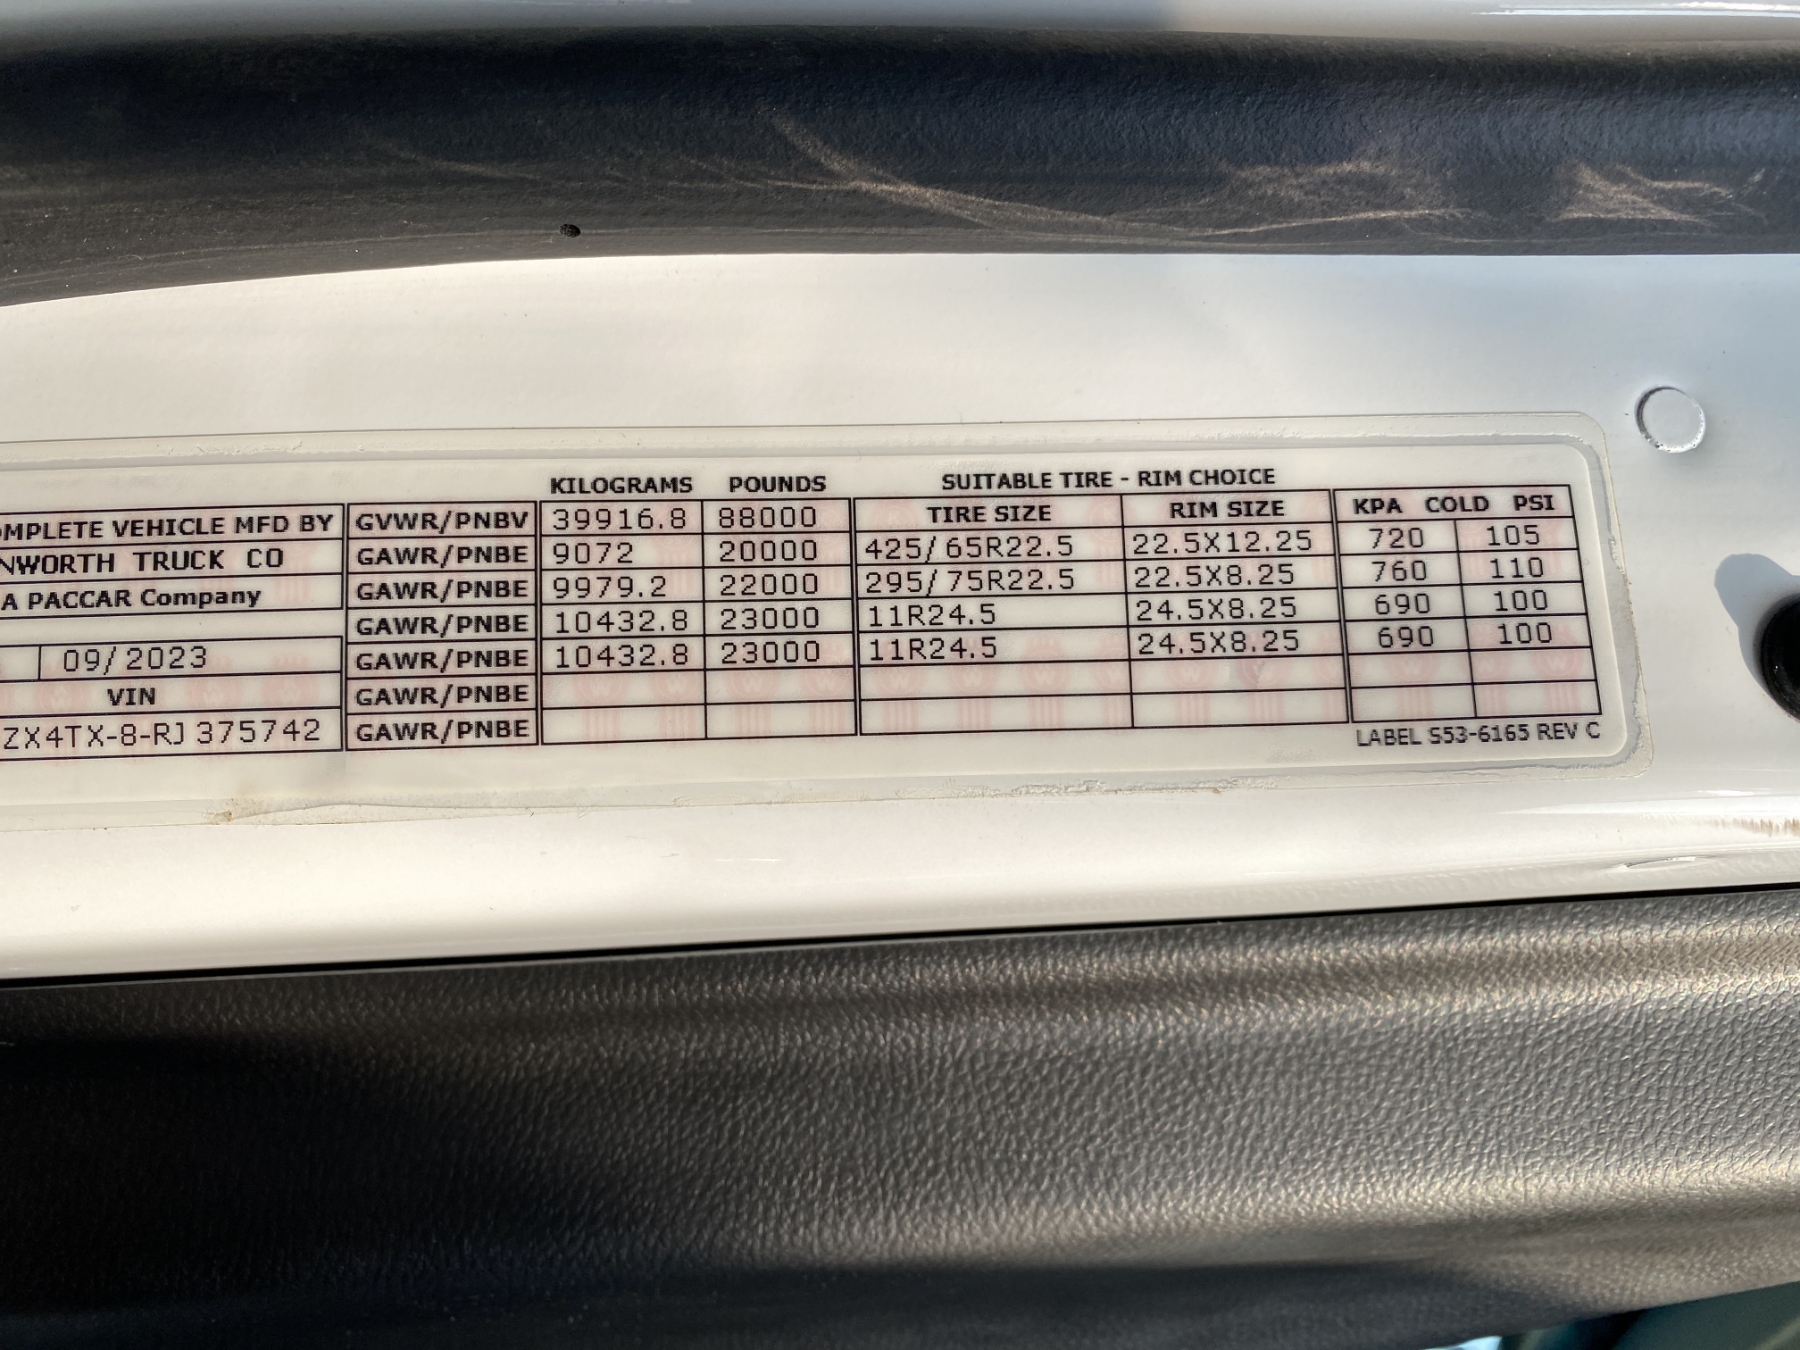 KILOGRAMS POUNDS SUITABLE TIRE - RIM CHOICE
OMPLETE VEHICLE MFD BY GVWR/PNBV 39916.8 88000 TIRE SIZE RIM SIZE KPA COLD PSI
NWORTH TRUCK CO GAWR/PNBE 9072 20000 425/65R22.5 22.5X12.25 720 105
A PACCAR Company GAWR/PNBE 9979.2 22000 295/75R22.5 22.5X8.25 760 110
GAWR/PNBE 10432.8 23000 11R24.5 24.5X8.25 690 100
09/2023 GAWR/PNBE 10432.8 23000 11R24.5 24.5X8.25 690 100
VIN GAWR/PNBE
ZX4TX-8-RJ375742 GAWR/PNBE
LABEL S53-6165 REV C